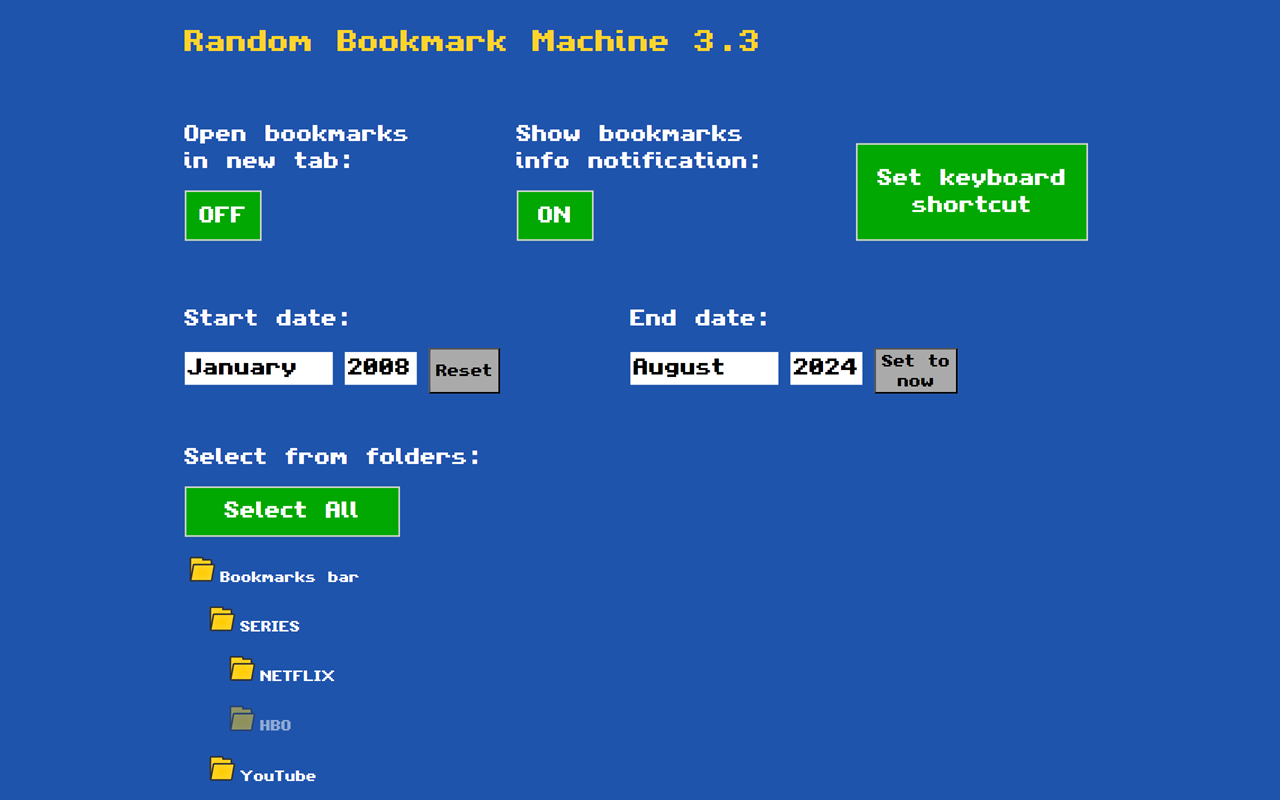 Random Bookmark Machine 3.3
Open bookmarks
in new tab:
OFF
Show bookmarks
info notification:
ON
Set keyboard
shortcut
Start date:
January 2008 Reset
End date:
August 2024 Set to
now
Select from folders:
Select All
Bookmarks bar
SERIES
NETFLIX
HBO
YouTube